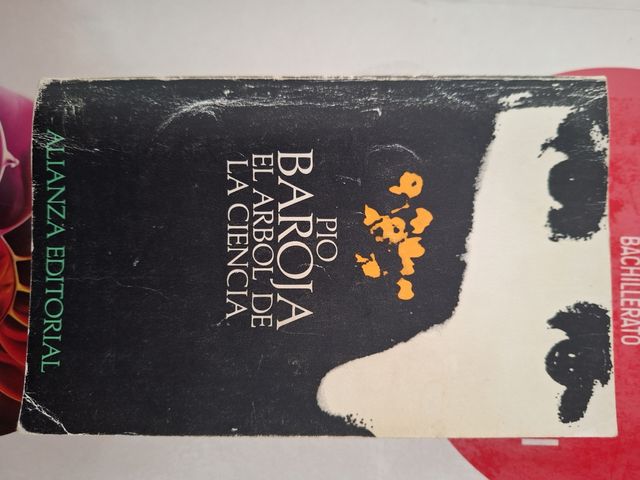 PIO
BAROJA
EL ARBOL DE
LA CIENCIA
ALIANZA EDITORIAL
BACHILLERATO